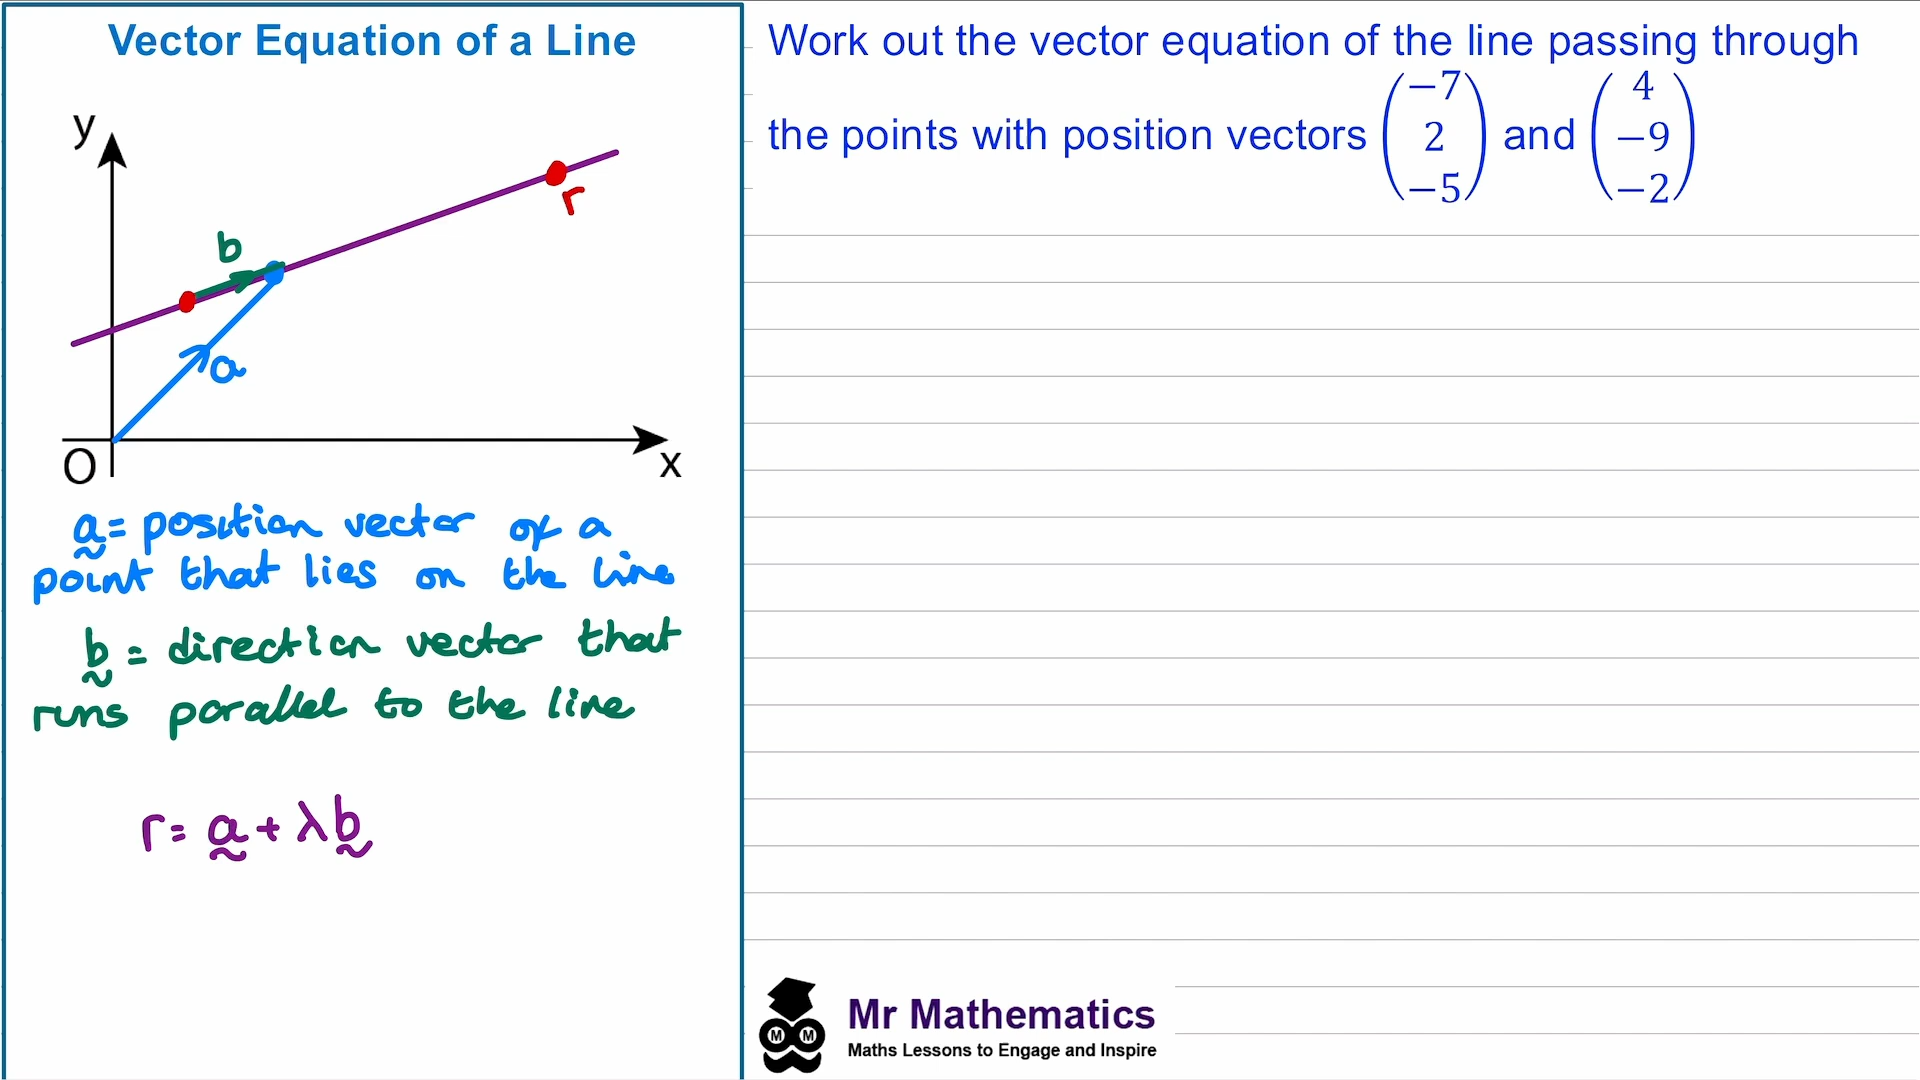 Vector Equation of a Line
y
b
r
a
O
x
a = position vector of a
point that lies on the line
b = direction vector that
runs parallel to the line
r = a + λb
Work out the vector equation of the line passing through
the points with position vectors (−7 2 −5) and (4 −9 −2)
M M
Mr Mathematics
Maths Lessons to Engage and Inspire